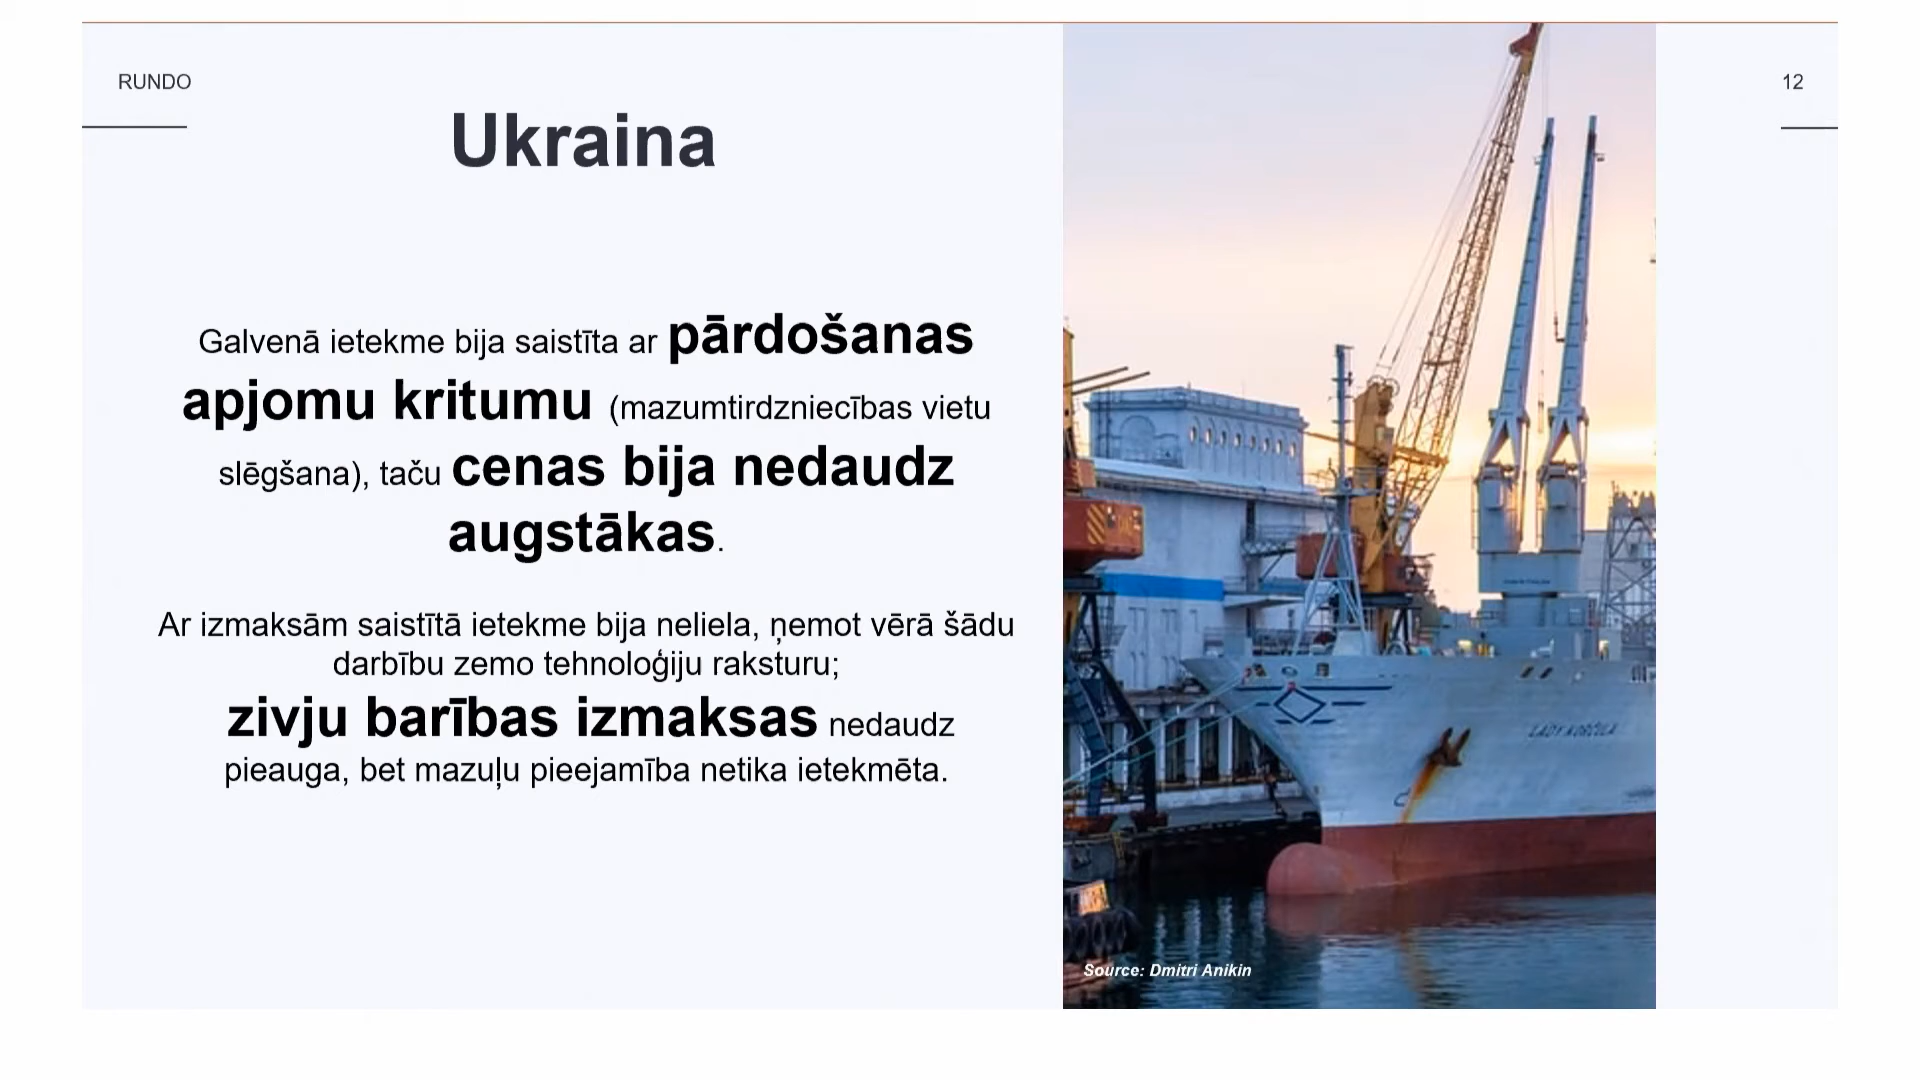 RUNDO
12
Ukraina
Galvenā ietekme bija saistīta ar pārdošanas
apjomu kritumu (mazumtirdzniecības vietu
slēgšana), taču cenas bija nedaudz
augstākas.
Ar izmaksām saistītā ietekme bija neliela, ņemot vērā šādu
darbību zemo tehnoloģiju raksturu;
zivju barības izmaksas nedaudz
pieauga, bet mazuļu pieejamība netika ietekmēta.
LADY KORČULA
Source: Dmitri Anikin